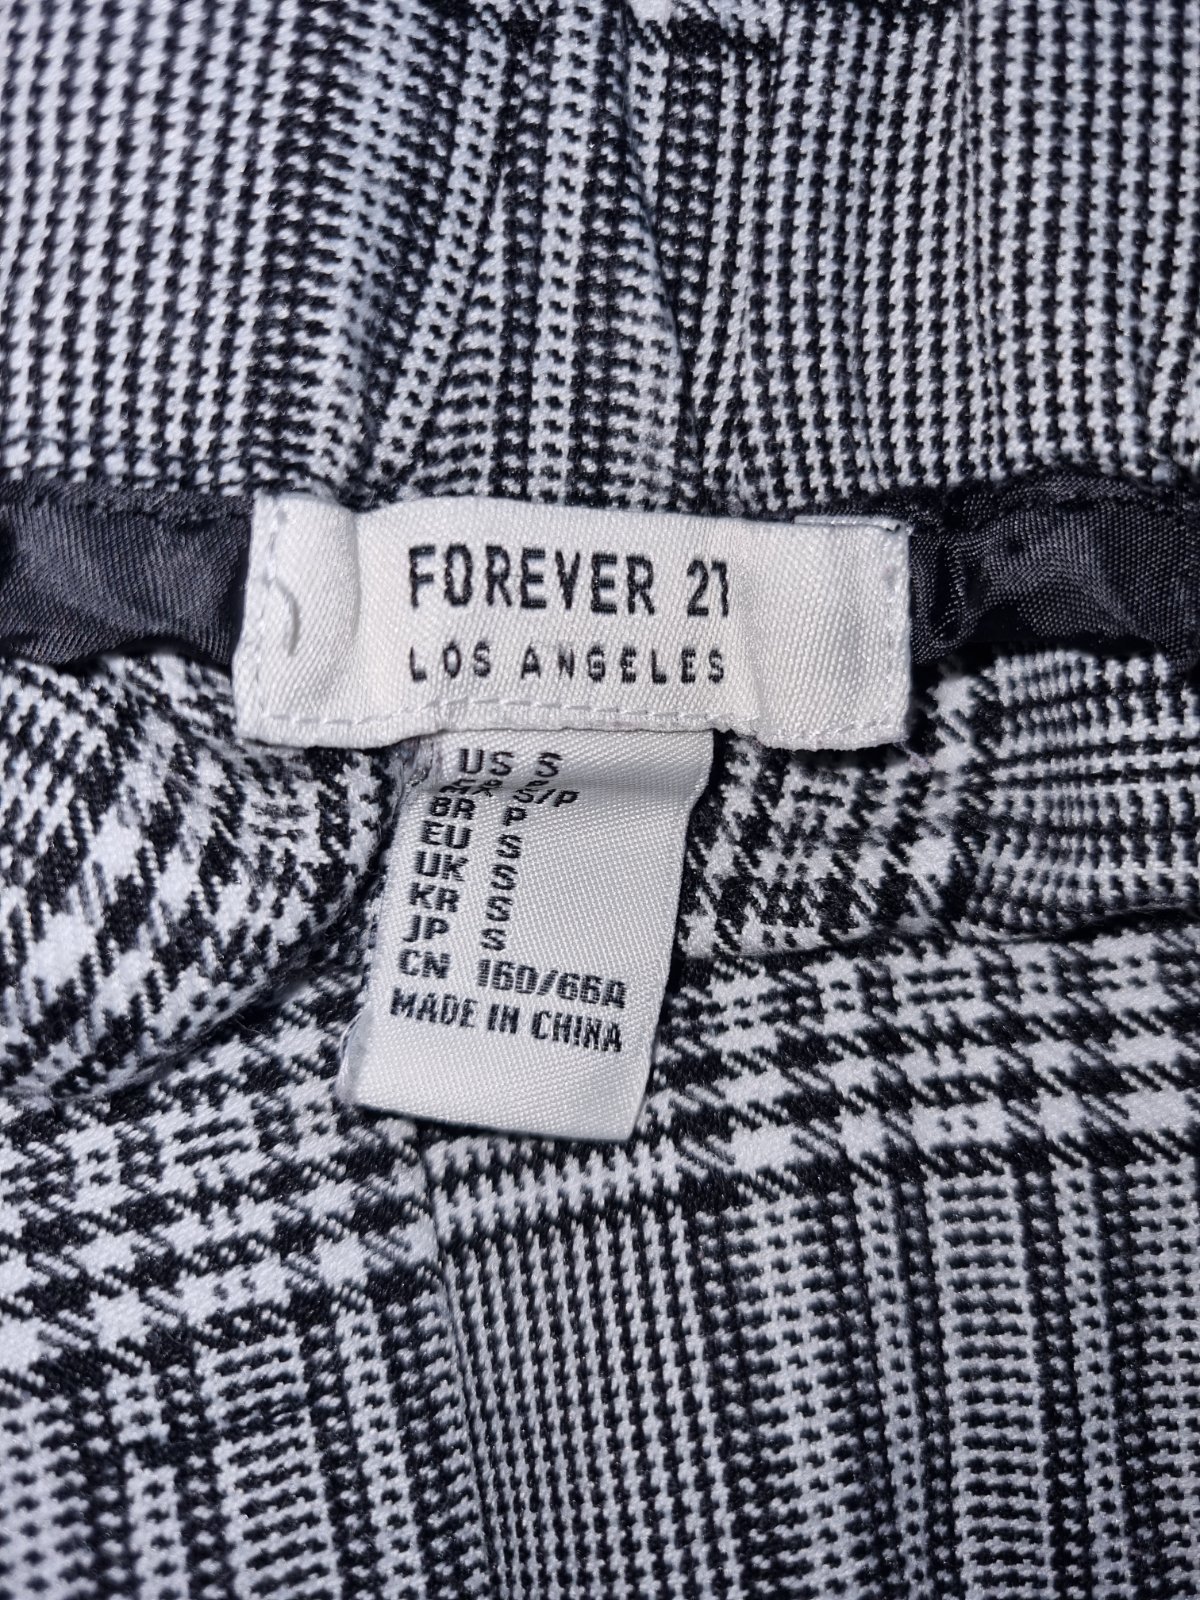 FOREVER 21
LOS ANGELES
US S
S/P
BR P
EU S
UK S
KR S
JP S
CN 160/66A
MADE IN CHINA